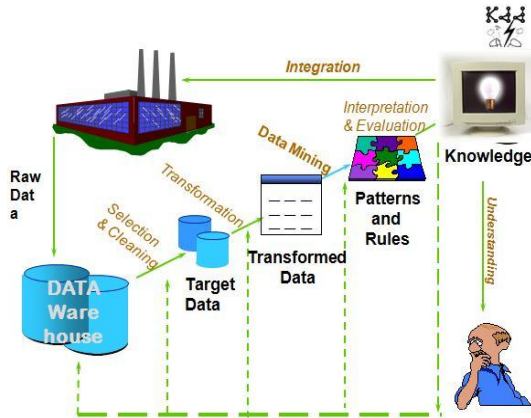 KDD
Integration
Interpretation
& Evaluation
Knowledge
Data Mining
Raw
Dat
a
Transformation
Patterns
and
Rules
Understanding
Selection
& Cleaning
Transformed
Data
Target
Data
DATA
Ware
house